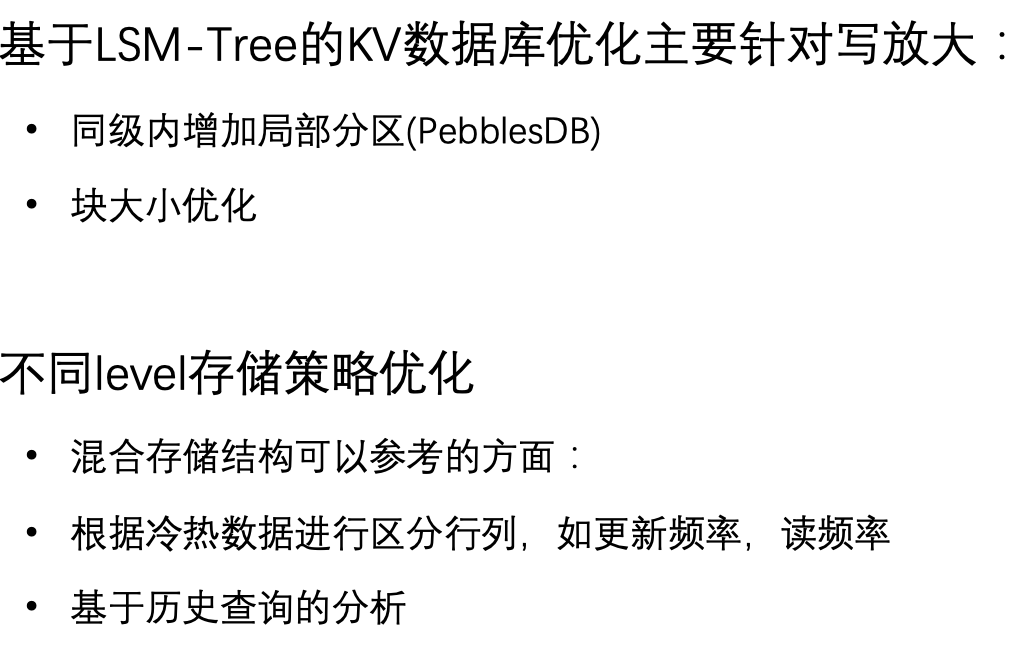 基于LSM-Tree的KV数据库优化主要针对写放大：
• 同级内增加局部分区(PebblesDB)
• 块大小优化
不同level存储策略优化
• 混合存储结构可以参考的方面：
• 根据冷热数据进行区分行列，如更新频率，读频率
• 基于历史查询的分析